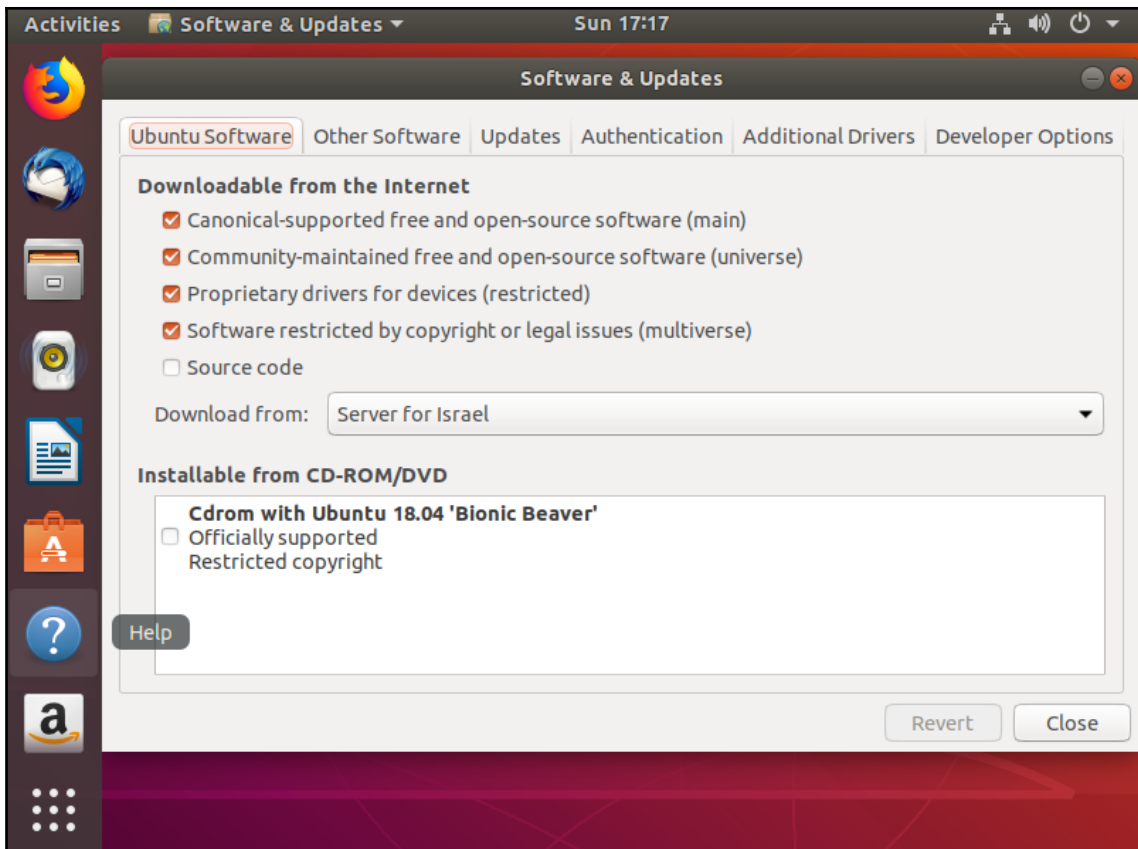 Activities Software & Updates Sun 17:17
Software & Updates
Ubuntu Software Other Software Updates Authentication Additional Drivers Developer Options
Downloadable from the Internet
Canonical-supported free and open-source software (main)
Community-maintained free and open-source software (universe)
Proprietary drivers for devices (restricted)
Software restricted by copyright or legal issues (multiverse)
Source code
Download from: Server for Israel
Installable from CD-ROM/DVD
Cdrom with Ubuntu 18.04 'Bionic Beaver'
Officially supported
Restricted copyright
Help
Revert Close